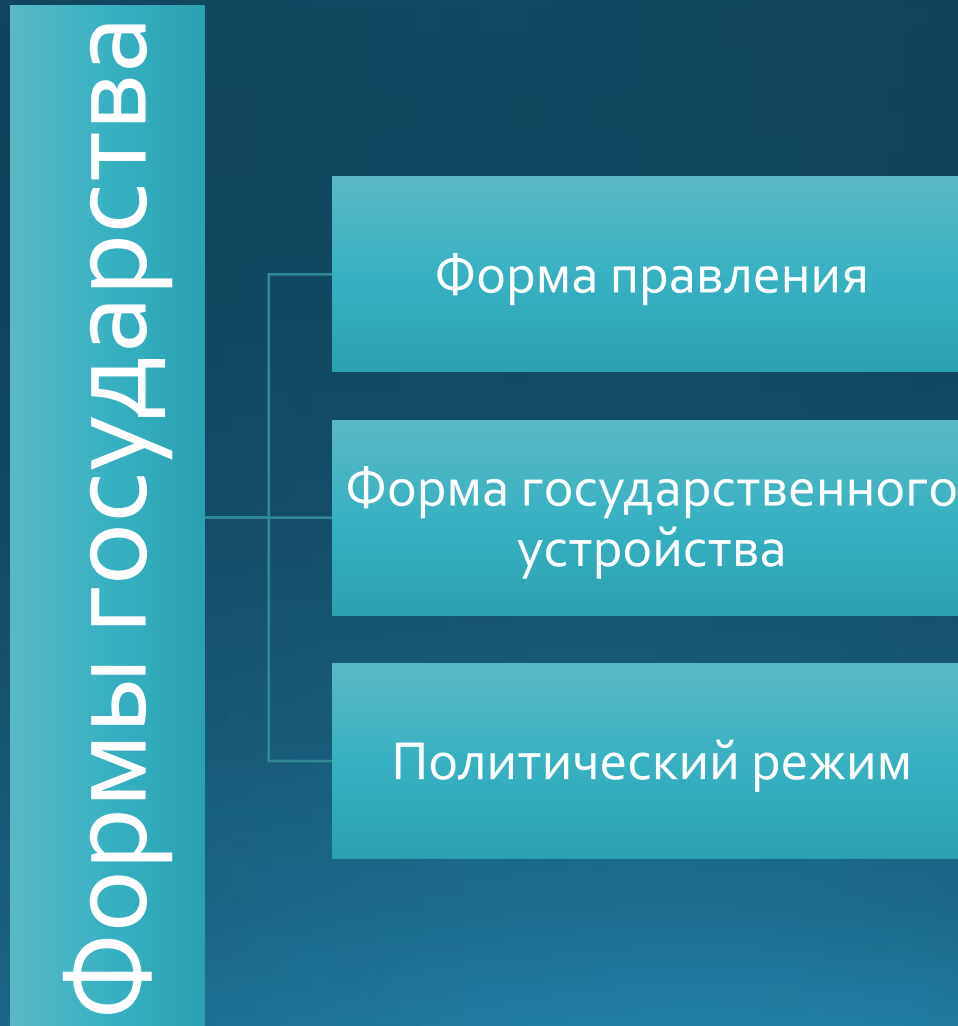 Формы государства
Форма правления
Форма государственного
устройства
Политический режим